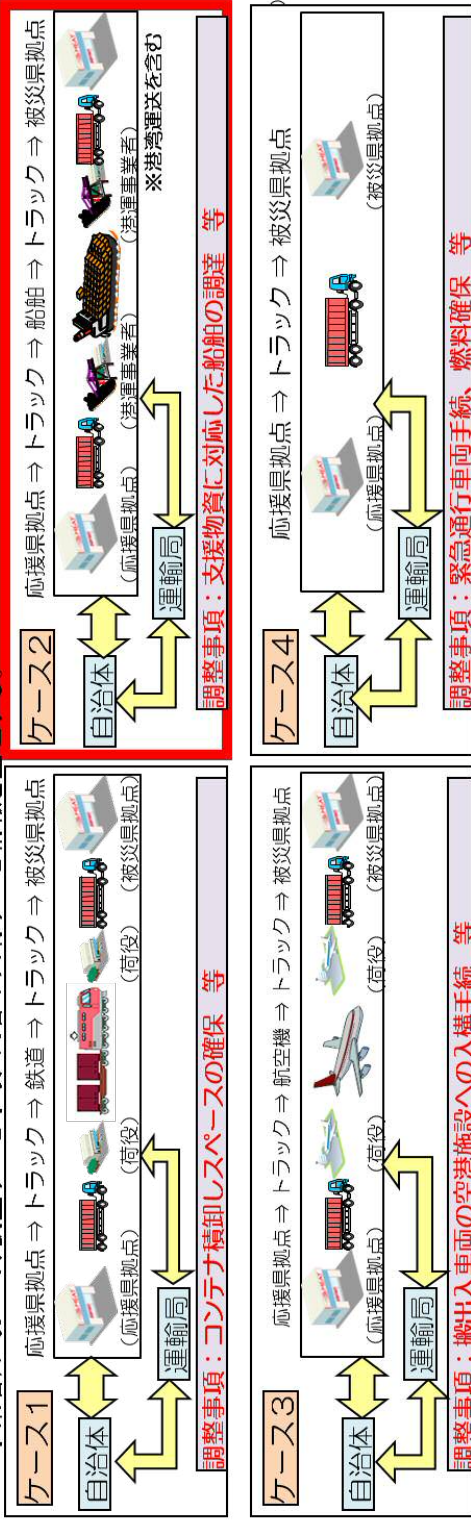 ケース1
応援県拠点 ⇒ トラック ⇒ 鉄道 ⇒ トラック ⇒ 被災県拠点
(応援県拠点)
(荷役)
(荷役)
(被災県拠点)
自治体
運輸局
調整事項:コンテナ積卸しスペースの確保 等
ケース2
応援県拠点 ⇒ トラック ⇒ 船舶 ⇒ トラック ⇒ 被災県拠点
(応援県拠点)
(港運事業者)
(港運事業者)
※港湾運送を含む
自治体
運輸局
調整事項:支援物資に対応した船舶の調達 等
ケース3
応援県拠点 ⇒ トラック ⇒ 航空機 ⇒ トラック ⇒ 被災県拠点
(応援県拠点)
(荷役)
(荷役)
(被災県拠点)
自治体
運輸局
調整事項:搬出入車両の空港施設への入構手続 等
ケース4
応援県拠点 ⇒ トラック ⇒ 被災県拠点
(応援県拠点)
(被災県拠点)
自治体
運輸局
調整事項:緊急通行車両手続、燃料確保 等